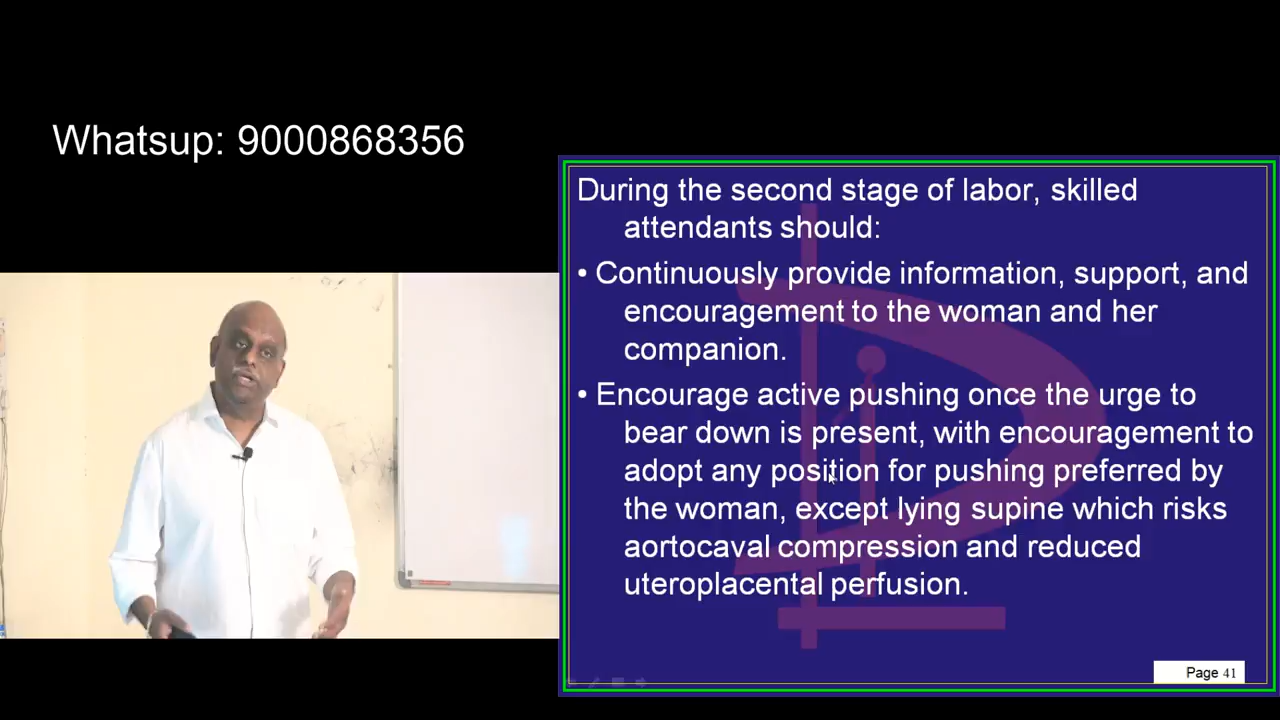 Whatsup: 9000868356
During the second stage of labor, skilled
attendants should:
• Continuously provide information, support, and
encouragement to the woman and her
companion.
• Encourage active pushing once the urge to
bear down is present, with encouragement to
adopt any position for pushing preferred by
the woman, except lying supine which risks
aortocaval compression and reduced
uteroplacental perfusion.
Page 41